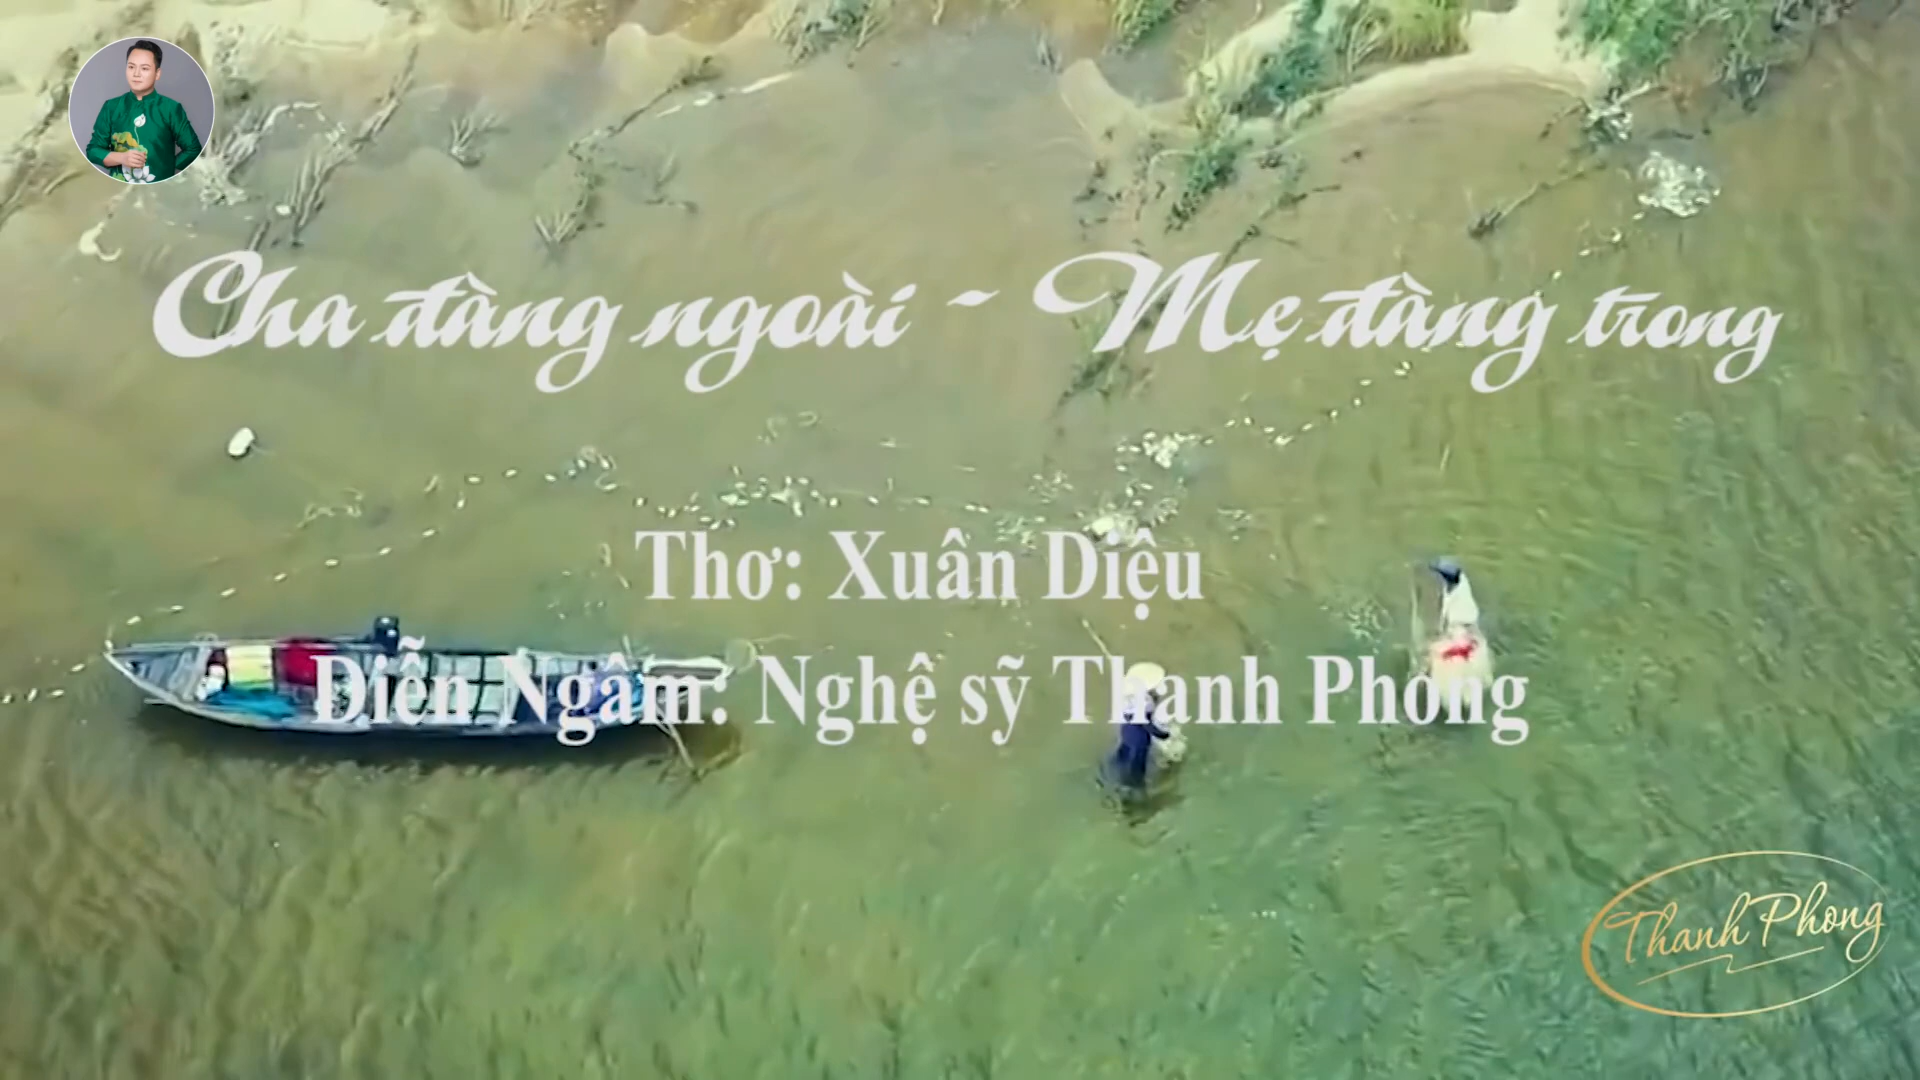 Cha đàng ngoài - Mẹ đàng trong
Thơ: Xuân Diệu
Diễn Ngâm: Nghệ sỹ Thanh Phong
Thanh Phong